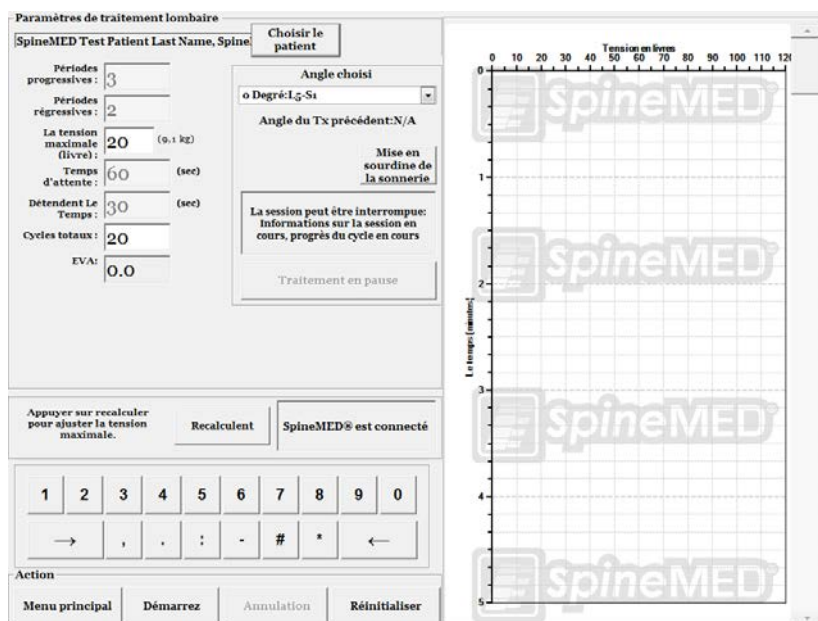 Paramètres de traitement lombaire
SpineMED Test Patient Last Name, Spine
Choisir le
patient
Périodes
progressives :
3
Périodes
règressives :
2
La tension
maximale
(livre) :
20
(9,1 kg)
Temps
d'attente :
60
(sec)
Détendent Le
Temps :
30
(sec)
Cycles totaux :
20
EVA:
0.0
Angle choisi
0 Degré:L5-S1
Angle du Tx précédent:N/A
Mise en
sourdine de
la sonnerie
La session peut être interrompue:
Informations sur la session en
cours, progrès du cycle en cours
Traitement en pause
Appuyer sur recalculer
pour ajuster la tension
maximale.
Recalculent
SpineMED® est connecté
1 2 3 4 5 6 7 8 9 0
→ , . : - # * ←
Action
Menu principal
Démarrez
Annulation
Réinitialiser
Tension en livres
0 10 20 30 40 50 60 70 80 90 100 110 120
Le temps (minutes)
0
1
2
3
4
5
SpineMED®
SpineMED®
SpineMED®
SpineMED®